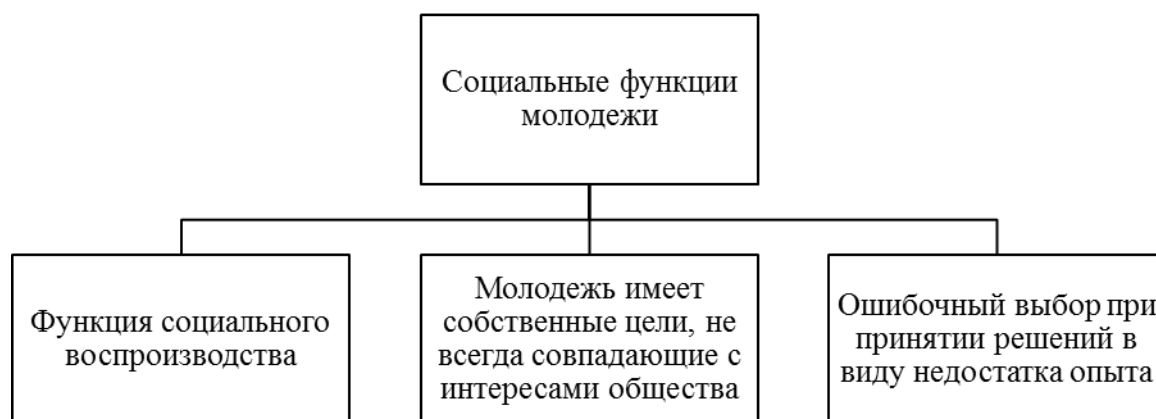 Социальные функции
молодежи
Функция социального
воспроизводства
Молодежь имеет
собственные цели, не
всегда совпадающие с
интересами общества
Ошибочный выбор при
принятии решений в
виду недостатка опыта